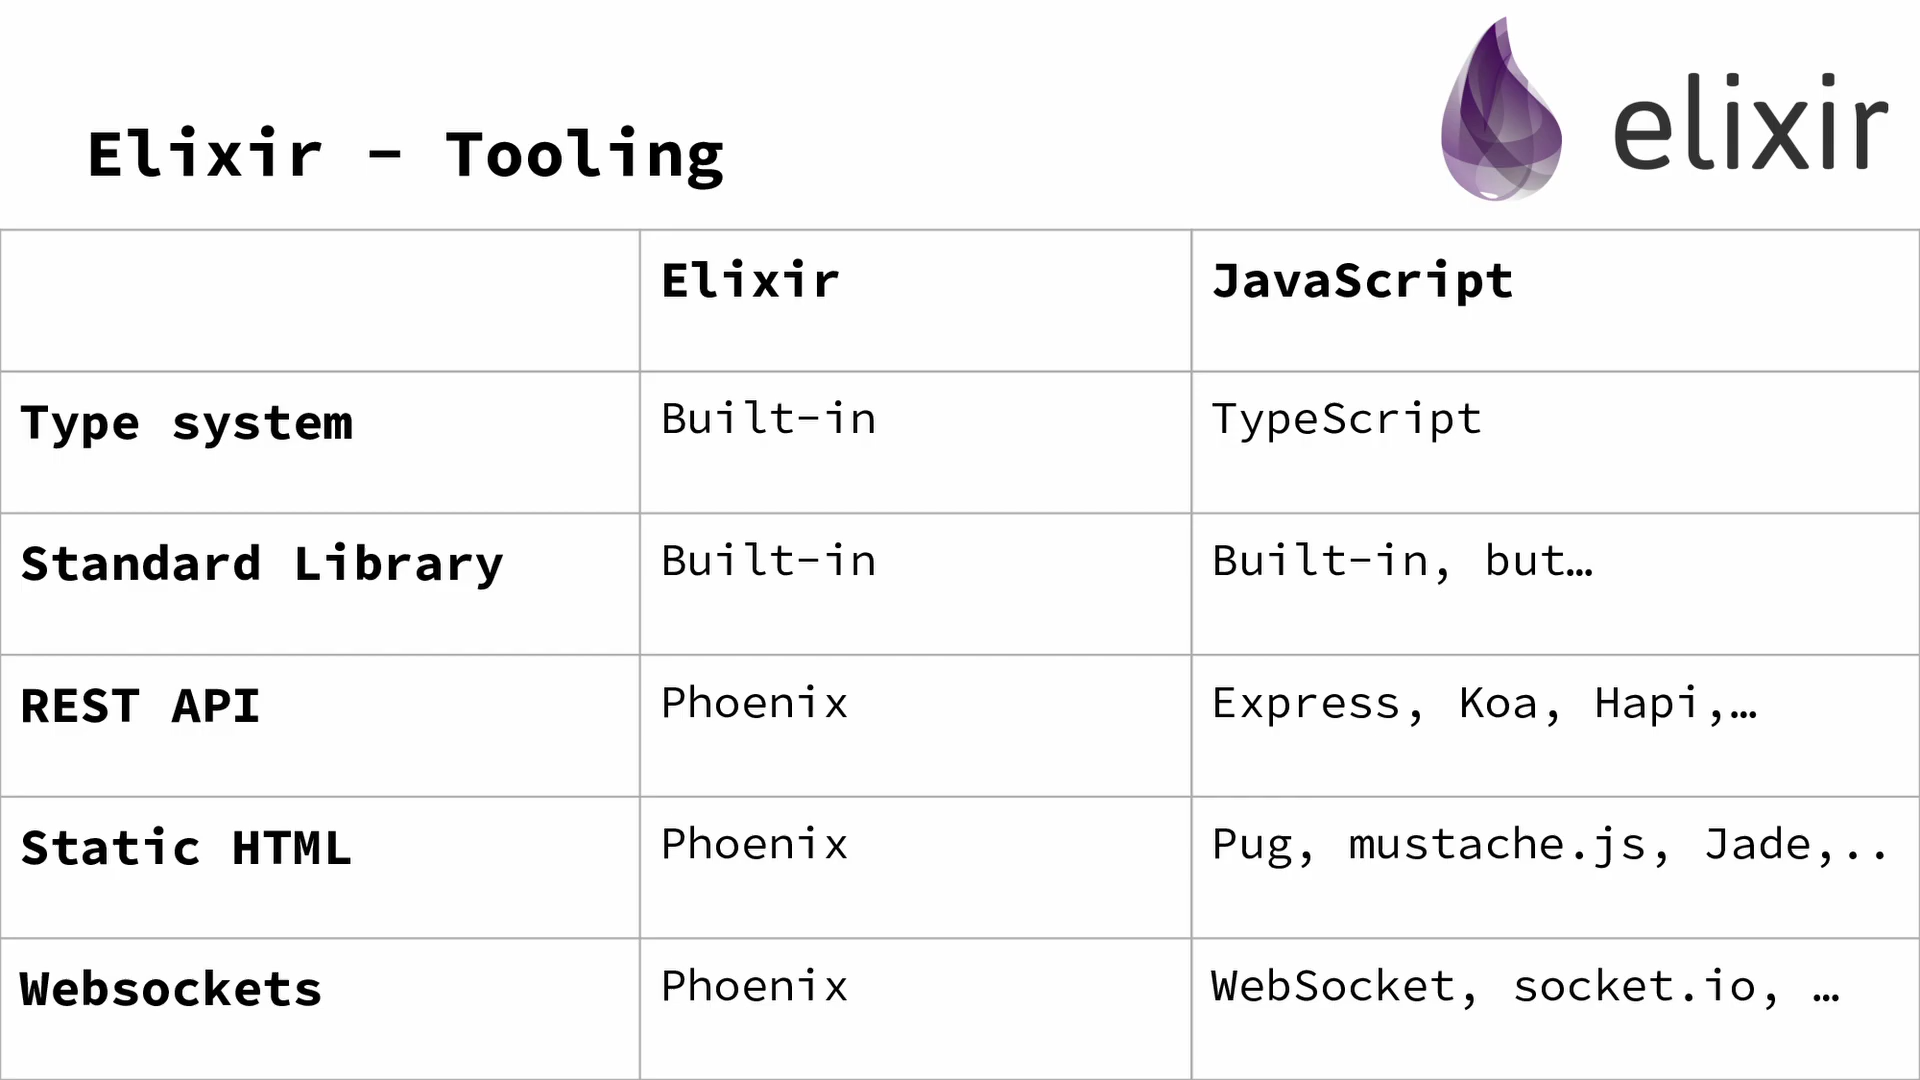 elixir
Elixir - Tooling
Elixir JavaScript
Type system Built-in TypeScript
Standard Library Built-in Built-in, but…
REST API Phoenix Express, Koa, Hapi,…
Static HTML Phoenix Pug, mustache.js, Jade,..
Websockets Phoenix WebSocket, socket.io, …